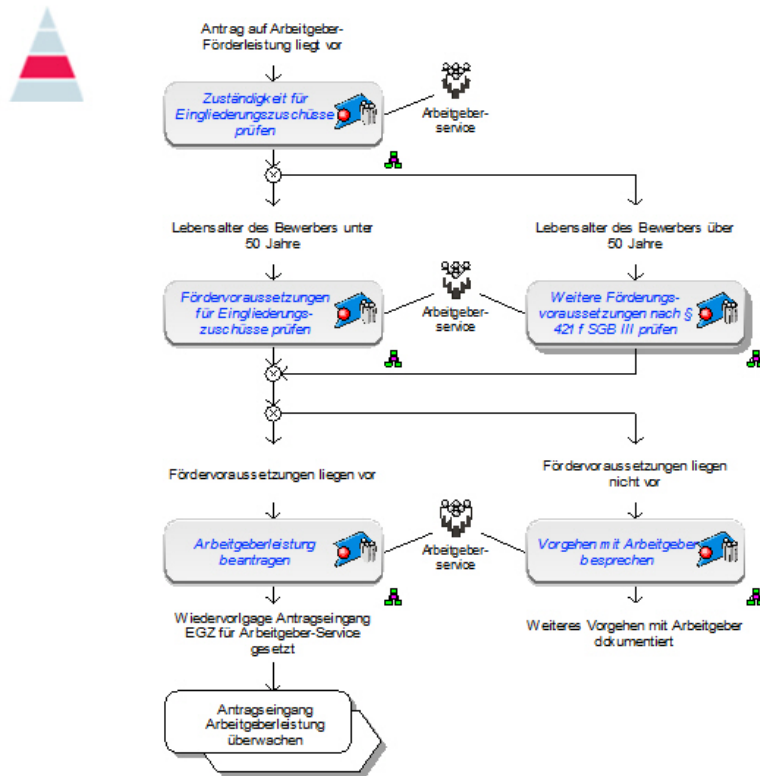 Antrag auf Arbeitgeber-
Förderleistung liegt vor
Zuständigkeit für
Eingliederungszuschüsse
prüfen
Arbeitgeber-
service
Lebensalter des Bewerbers unter
50 Jahre
Lebensalter des Bewerbers über
50 Jahre
Fördervoraussetzungen
für Eingliederungs-
zuschüsse prüfen
Arbeitgeber-
service
Weitere Förderungs-
voraussetzungen nach §
421 f SGB III prüfen
Fördervoraussetzungen liegen vor
Fördervoraussetzungen liegen
nicht vor
Arbeitgeberleistung
beantragen
Arbeitgeber-
service
Vorgehen mit Arbeitgeber
besprechen
Wiedervorlgage Antragseingang
EGZ für Arbeitgeber-Service
gesetzt
Weiteres Vorgehen mit Arbeitgeber
dokumentiert
Antragseingang
Arbeitgeberleistung
überwachen